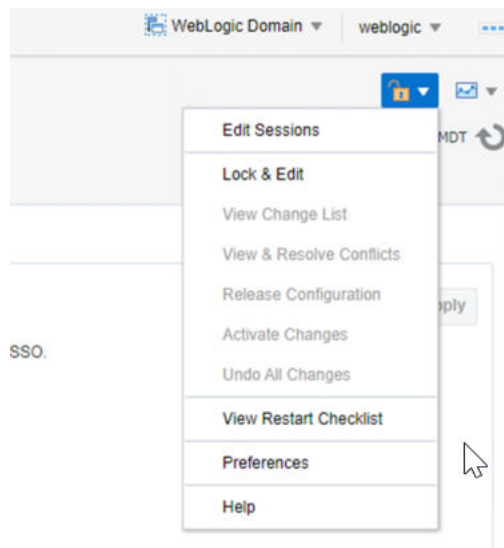 WebLogic Domain weblogic
Edit Sessions
MDT
Lock & Edit
View Change List
View & Resolve Conflicts
Release Configuration
pply
Activate Changes
SSO.
Undo All Changes
View Restart Checklist
Preferences
Help